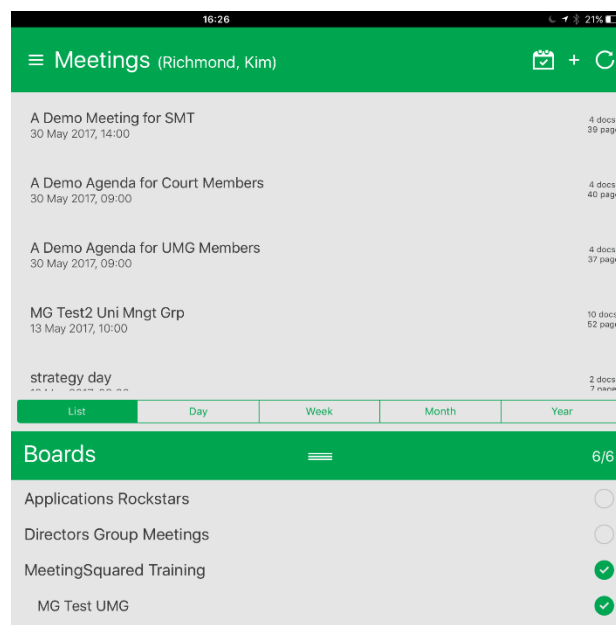 16:26
21%
Meetings (Richmond, Kim)
A Demo Meeting for SMT
4 docs
30 May 2017, 14:00
39 page
A Demo Agenda for Court Members
4 docs
30 May 2017, 09:00
40 page
A Demo Agenda for UMG Members
4 docs
30 May 2017, 09:00
37 page
MG Test2 Uni Mngt Grp
10 docs
13 May 2017, 10:00
52 page
strategy day
2 docs
7 page
List Day Week Month Year
Boards 6/6
Applications Rockstars
Directors Group Meetings
MeetingSquared Training
MG Test UMG